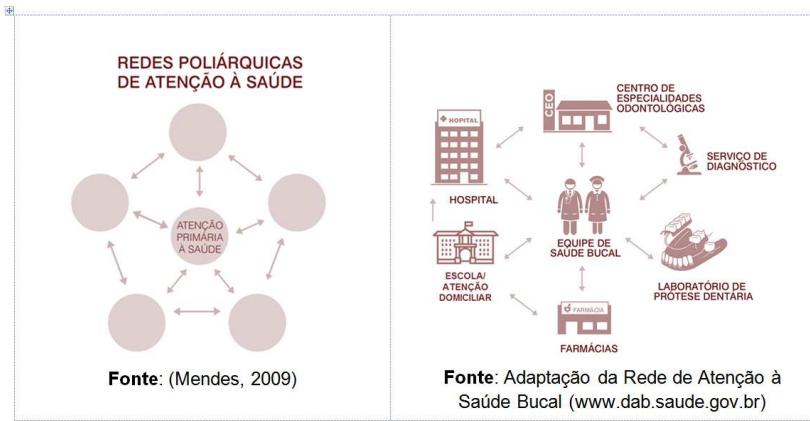 REDES POLIÁRQUICAS
DE ATENÇÃO À SAÚDE
ATENÇÃO
PRIMÁRIA
À SAÚDE
Fonte: (Mendes, 2009)
CENTRO DE
ESPECIALIDADES
ODONTOLÓGICAS
CEO
HOPITAL
HOSPITAL
SERVIÇO DE
DIAGNÓSTICO
EQUIPE DE
SAÚDE BUCAL
ESCOLA/
ATENÇÃO
DOMICILIAR
LABORATÓRIO DE
PRÓTESE DENTARIA
FARMÁCIA
FARMÁCIAS
Fonte: Adaptação da Rede de Atenção à
Saúde Bucal (www.dab.saude.gov.br)